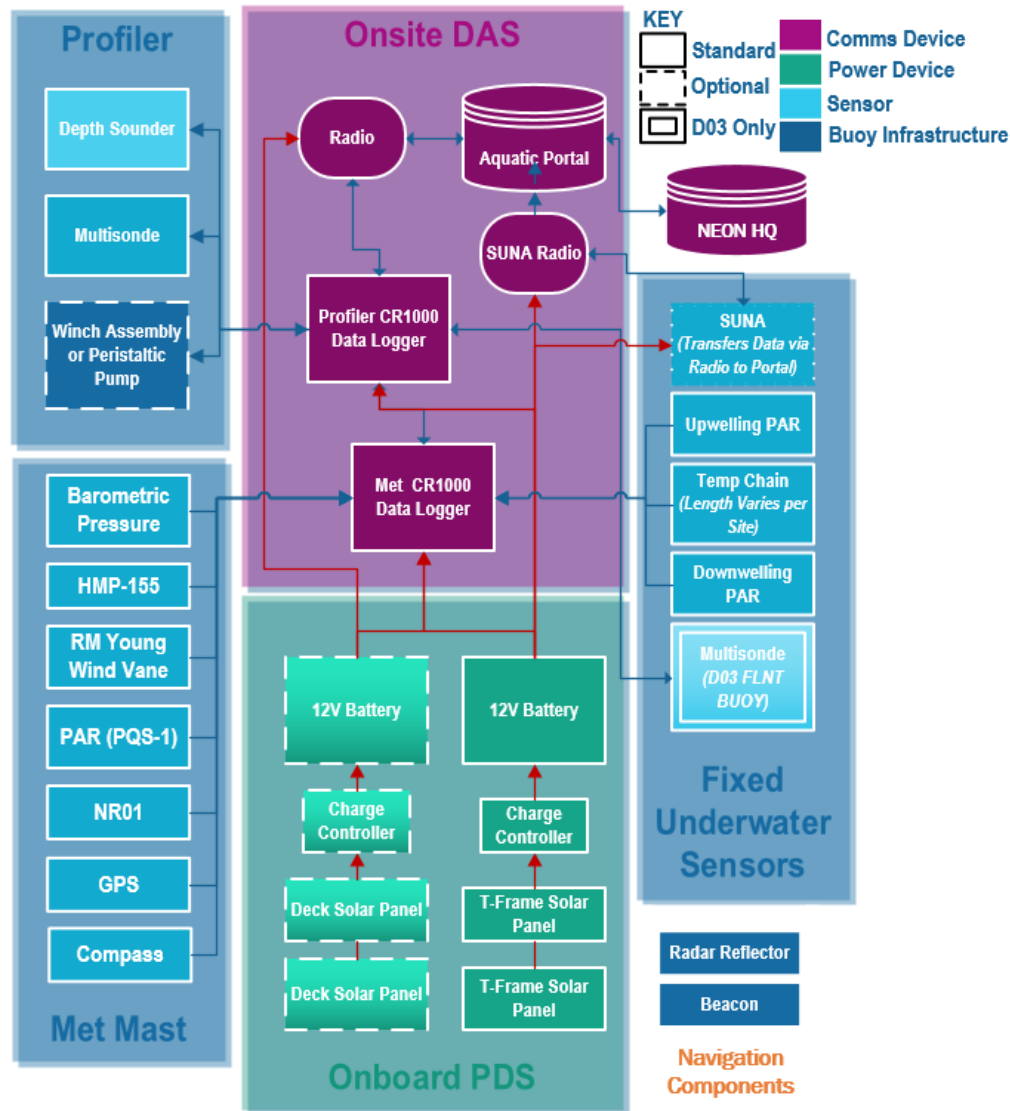 Profiler
Depth Sounder
Multisonde
Winch Assembly
or Peristaltic
Pump
Onsite DAS
Radio
Aquatic Portal
SUNA Radio
Profiler CR1000
Data Logger
Met CR1000
Data Logger
KEY
Standard
Optional
D03 Only
Comms Device
Power Device
Sensor
Buoy Infrastructure
NEON HQ
SUNA
(Transfers Data via
Radio to Portal)
Upwelling PAR
Temp Chain
(Length Varies per
Site)
Downwelling
PAR
Multisonde
(D03 FLNT
BUOY)
Fixed
Underwater
Sensors
Barometric
Pressure
HMP-155
RM Young
Wind Vane
PAR (PQS-1)
NR01
GPS
Compass
Met Mast
12V Battery
12V Battery
Charge
Controller
Charge
Controller
Deck Solar Panel
T-Frame Solar
Panel
Deck Solar Panel
T-Frame Solar
Panel
Onboard PDS
Radar Reflector
Beacon
Navigation
Components